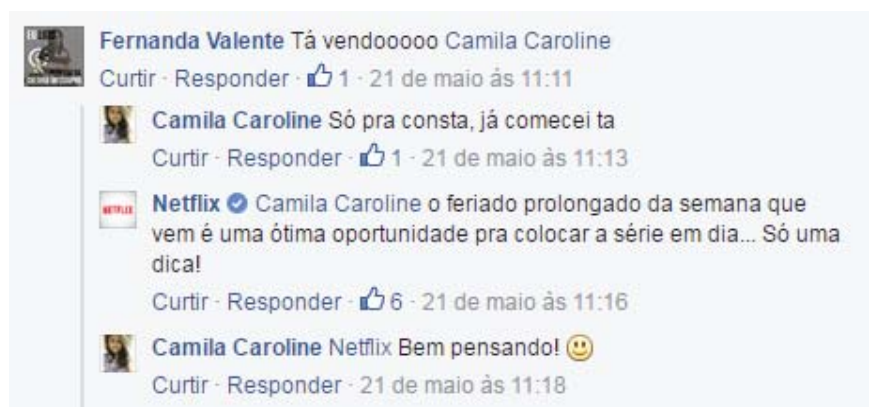 Fernanda Valente Tá vendooooo Camila Caroline
Curtir · Responder · 1 · 21 de maio às 11:11
Camila Caroline Só pra consta, já comecei ta
Curtir · Responder · 1 · 21 de maio às 11:13
NETFLIX
Netflix Camila Caroline o feriado prolongado da semana que
vem é uma ótima oportunidade pra colocar a série em dia... Só uma
dica!
Curtir · Responder · 6 · 21 de maio às 11:16
Camila Caroline Netflix Bem pensando! 🙂
Curtir · Responder · 21 de maio às 11:18